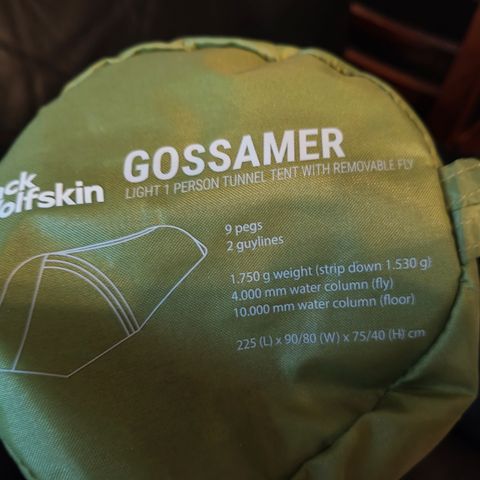 ack
olfskin
GOSSAMER
LIGHT 1 PERSON TUNNEL TENT WITH REMOVABLE FLY
9 pegs
2 guylines
1.750 g weight (strip down 1.530 g)
4.000 mm water column (fly)
10.000 mm water column (floor)
225 (L) x 90/80 (W) x 75/40 (H) cm